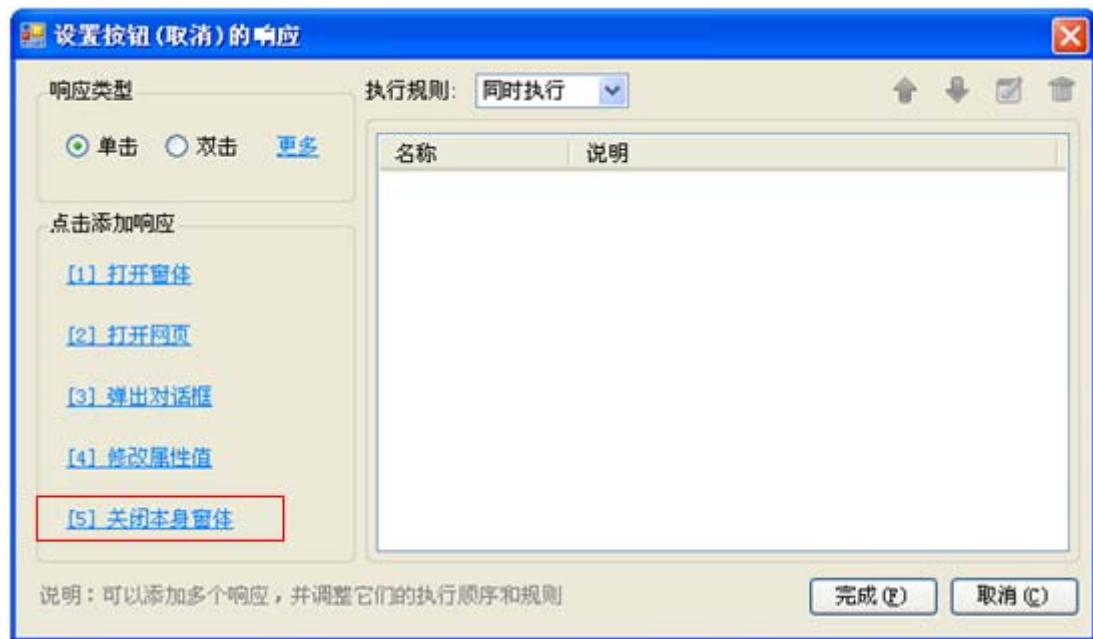 设置按钮(取消)的响应
响应类型
单击 双击 更多
执行规则: 同时执行
名称 说明
点击添加响应
[1] 打开窗体
[2] 打开网页
[3] 弹出对话框
[4] 修改属性值
[5] 关闭本身窗体
说明：可以添加多个响应，并调整它们的执行顺序和规则
完成(F) 取消(C)